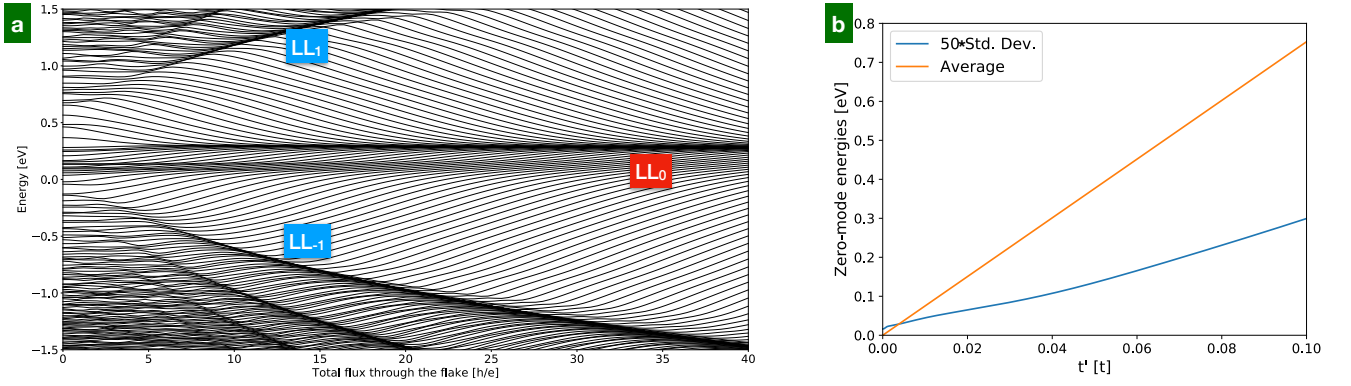 a
1.5
1.0
0.5
0.0
−0.5
−1.0
−1.5
Energy [eV]
LL₁
LL₀
LL₋₁
0
5
10
15
20
25
30
35
40
Total flux through the flake [h/e]
b
0.8
0.7
0.6
0.5
0.4
0.3
0.2
0.1
0.0
Zero-mode energies [eV]
50*Std. Dev.
Average
0.00
0.02
0.04
0.06
0.08
0.10
t' [t]